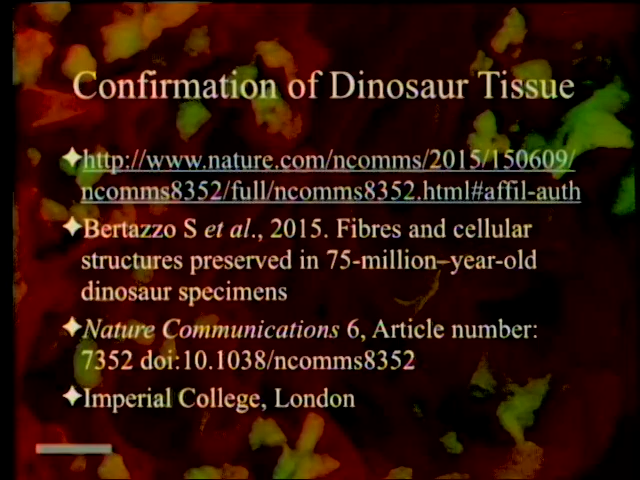 Confirmation of Dinosaur Tissue
http://www.nature.com/ncomms/2015/150609/
ncomms8352/full/ncomms8352.html#affil-auth
Bertazzo S et al., 2015. Fibres and cellular
structures preserved in 75-million–year-old
dinosaur specimens
Nature Communications 6, Article number:
7352 doi:10.1038/ncomms8352
Imperial College, London